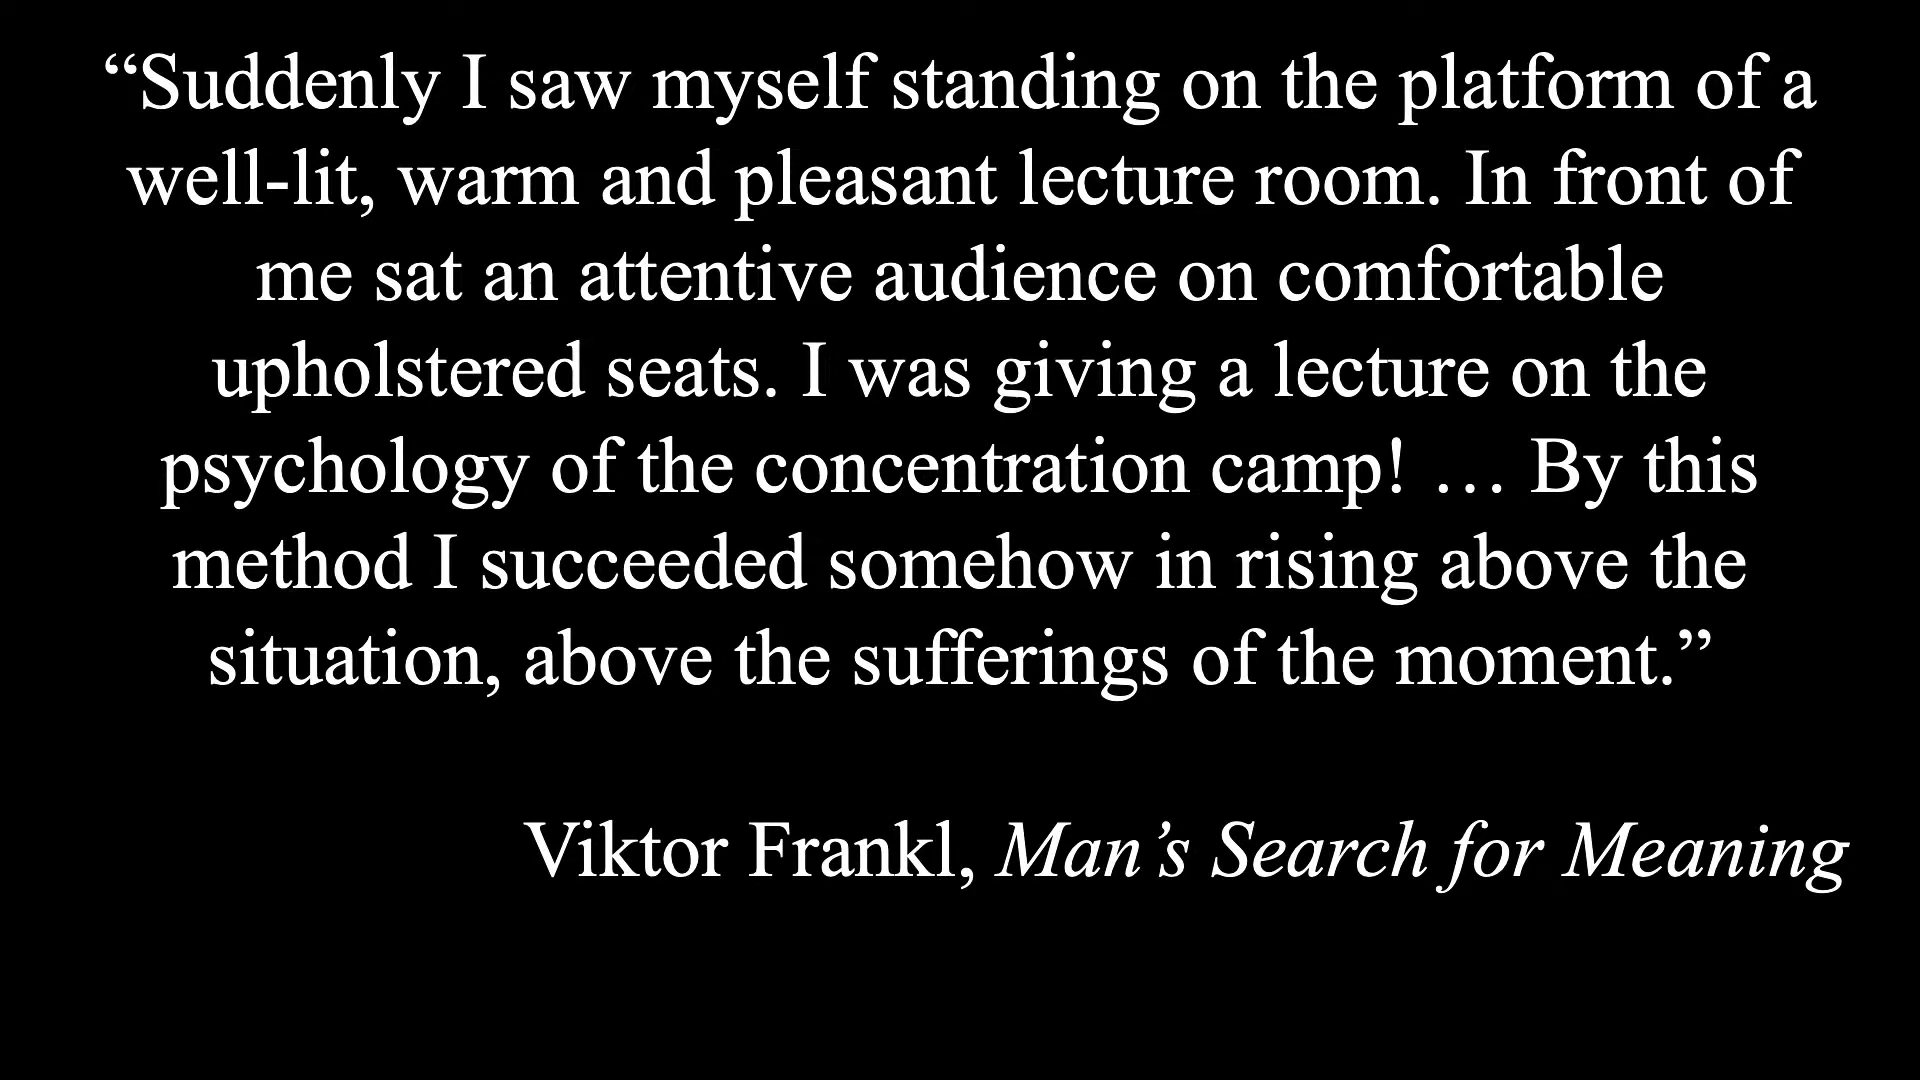 “Suddenly I saw myself standing on the platform of a
well-lit, warm and pleasant lecture room. In front of
me sat an attentive audience on comfortable
upholstered seats. I was giving a lecture on the
psychology of the concentration camp! … By this
method I succeeded somehow in rising above the
situation, above the sufferings of the moment.”
Viktor Frankl, Man’s Search for Meaning